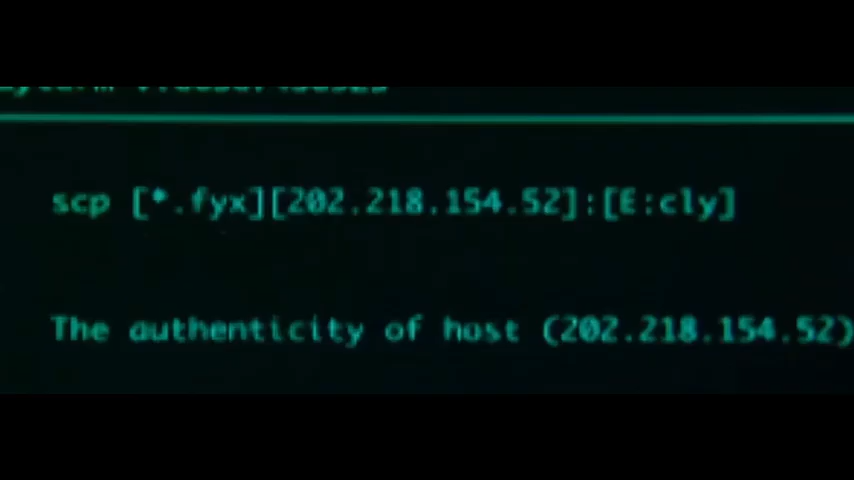 scp [*.fyx][202.218.154.52]:[E:cly]
The authenticity of host (202.218.154.52)